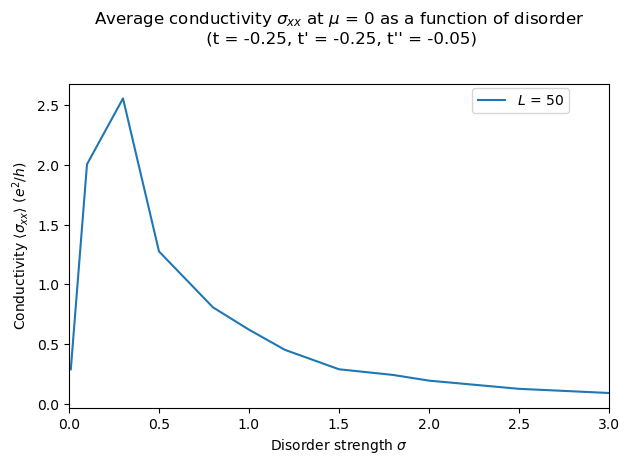 Average conductivity σxx at μ = 0 as a function of disorder
(t = -0.25, t' = -0.25, t'' = -0.05)
L = 50
2.5
2.0
1.5
1.0
0.5
0.0
Conductivity ⟨σxx⟩ (e²/h)
0.0 0.5 1.0 1.5 2.0 2.5 3.0
Disorder strength σ